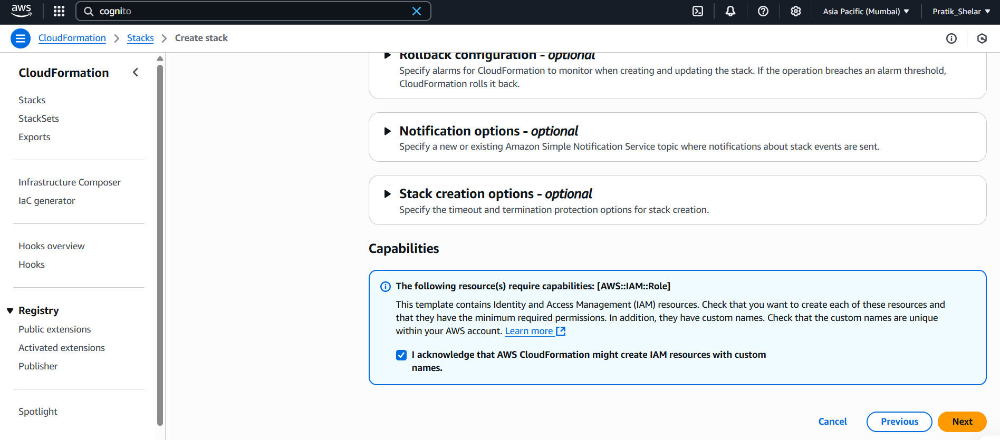 aws
cognito
Asia Pacific (Mumbai)
Pratik_Shelar
CloudFormation
Stacks
Create stack
CloudFormation
Stacks
StackSets
Exports
Infrastructure Composer
IaC generator
Hooks overview
Hooks
Registry
Public extensions
Activated extensions
Publisher
Spotlight
Rollback configuration - optional
Specify alarms for CloudFormation to monitor when creating and updating the stack. If the operation breaches an alarm threshold,
CloudFormation rolls it back.
Notification options - optional
Specify a new or existing Amazon Simple Notification Service topic where notifications about stack events are sent.
Stack creation options - optional
Specify the timeout and termination protection options for stack creation.
Capabilities
The following resource(s) require capabilities: [AWS::IAM::Role]
This template contains Identity and Access Management (IAM) resources. Check that you want to create each of these resources and
that they have the minimum required permissions. In addition, they have custom names. Check that the custom names are unique
within your AWS account. Learn more
I acknowledge that AWS CloudFormation might create IAM resources with custom
names.
Cancel
Previous
Next